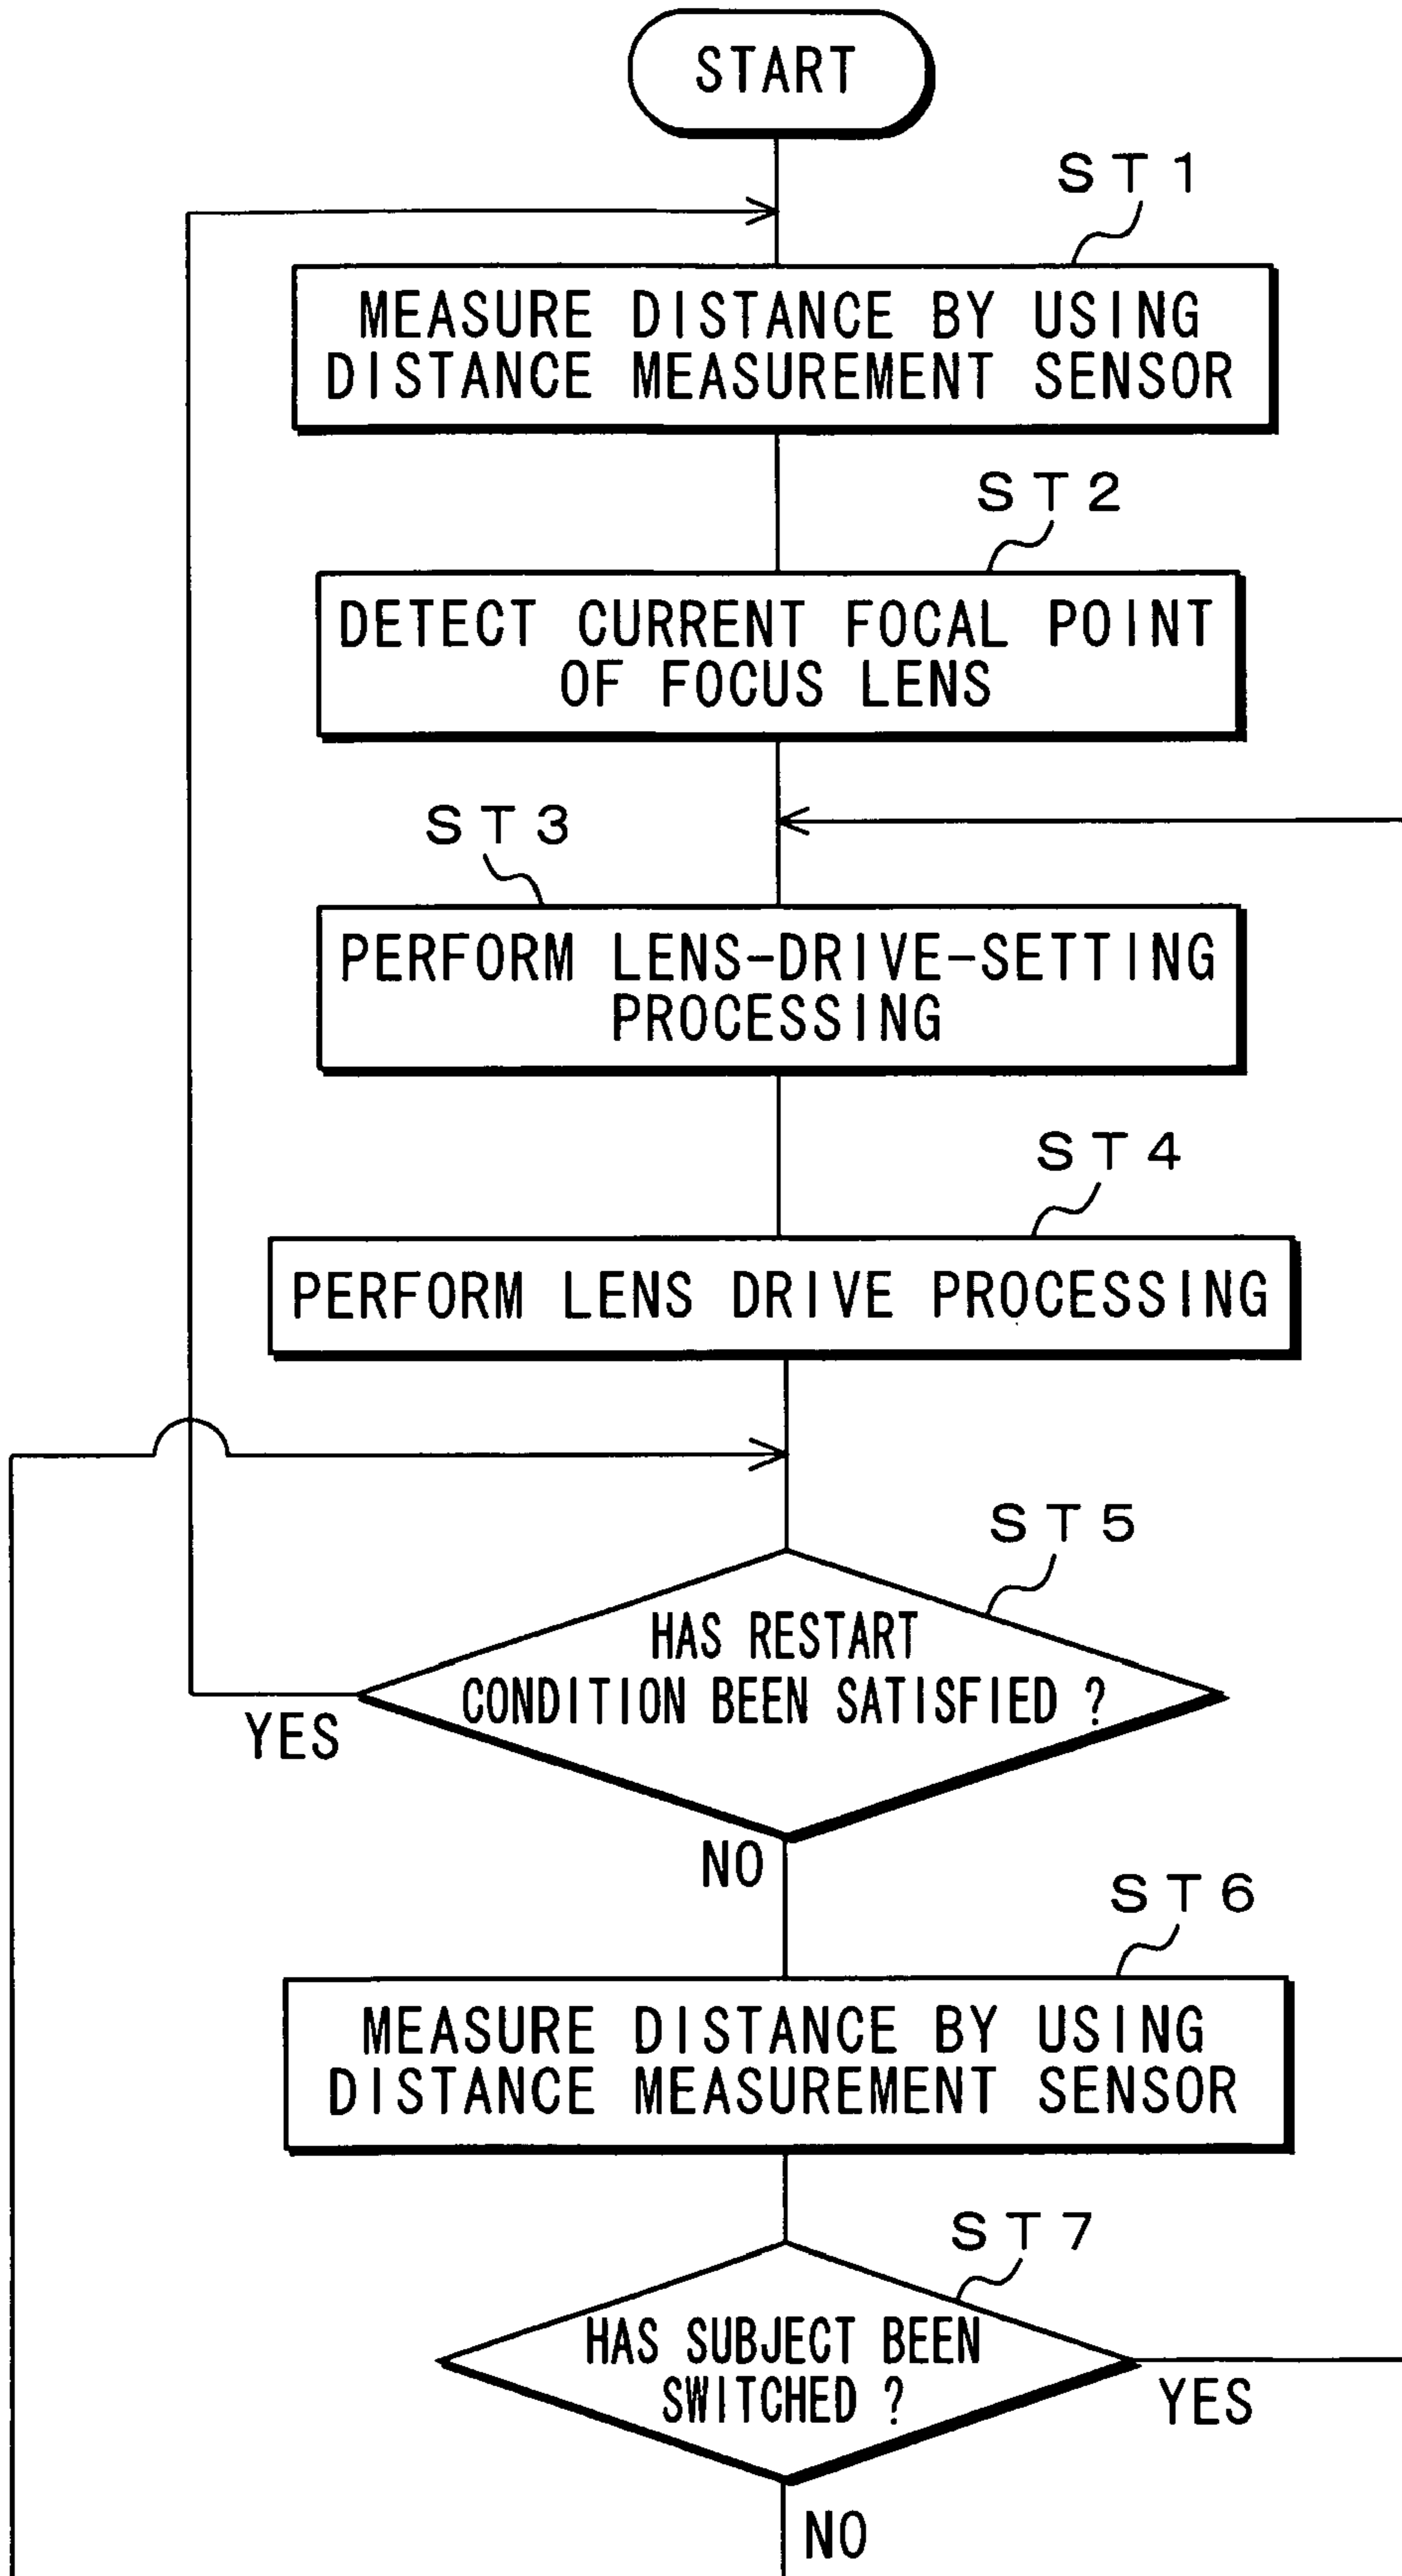 START
ST1
MEASURE DISTANCE BY USING
DISTANCE MEASUREMENT SENSOR
ST2
DETECT CURRENT FOCAL POINT
OF FOCUS LENS
ST3
PERFORM LENS-DRIVE-SETTING
PROCESSING
ST4
PERFORM LENS DRIVE PROCESSING
ST5
HAS RESTART
CONDITION BEEN SATISFIED ?
YES
NO
ST6
MEASURE DISTANCE BY USING
DISTANCE MEASUREMENT SENSOR
ST7
HAS SUBJECT BEEN
SWITCHED ?
YES
NO